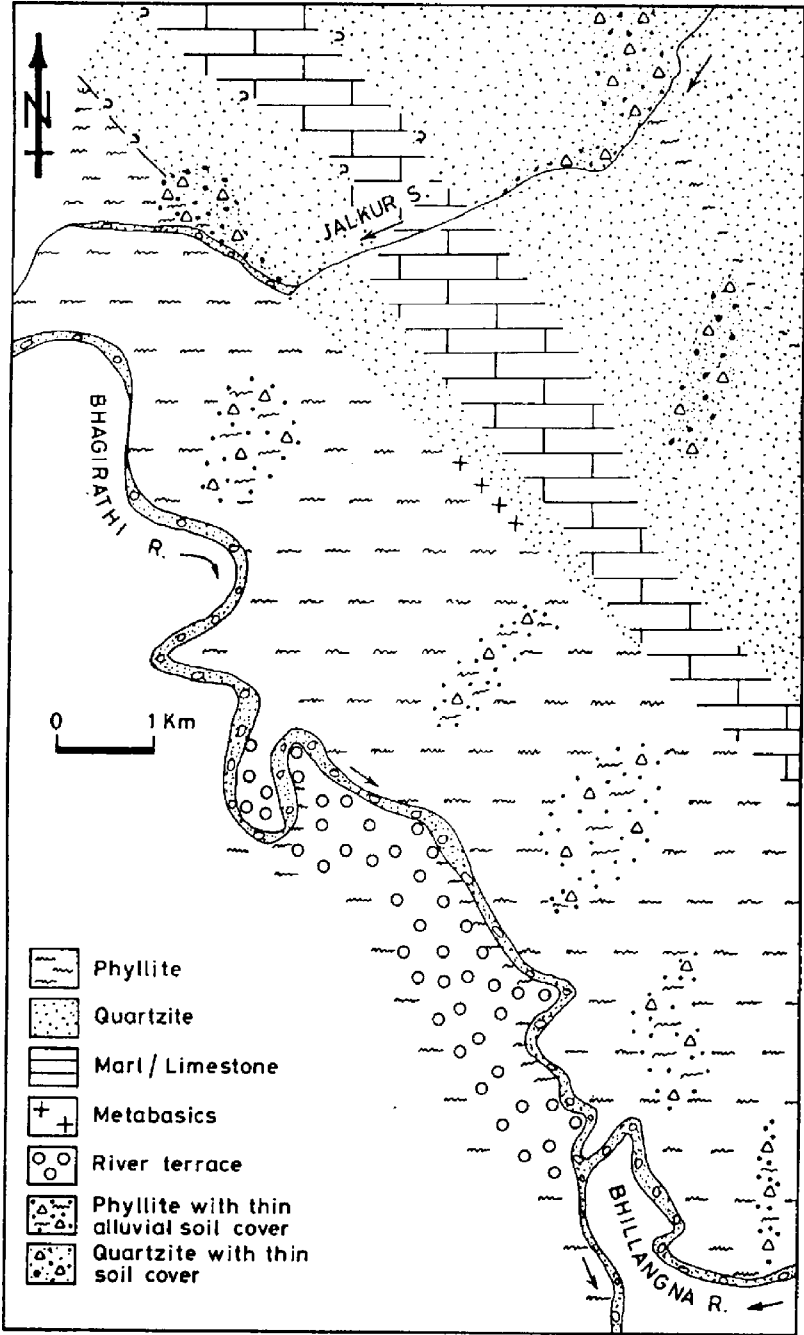 N
JALKUR S.
BHAGIRATHI
R.
0 1 Km
Phyllite
Quartzite
Marl / Limestone
Metabasics
River terrace
Phyllite with thin
alluvial soil cover
Quartzite with thin
soil cover
BHILLANGNA R.